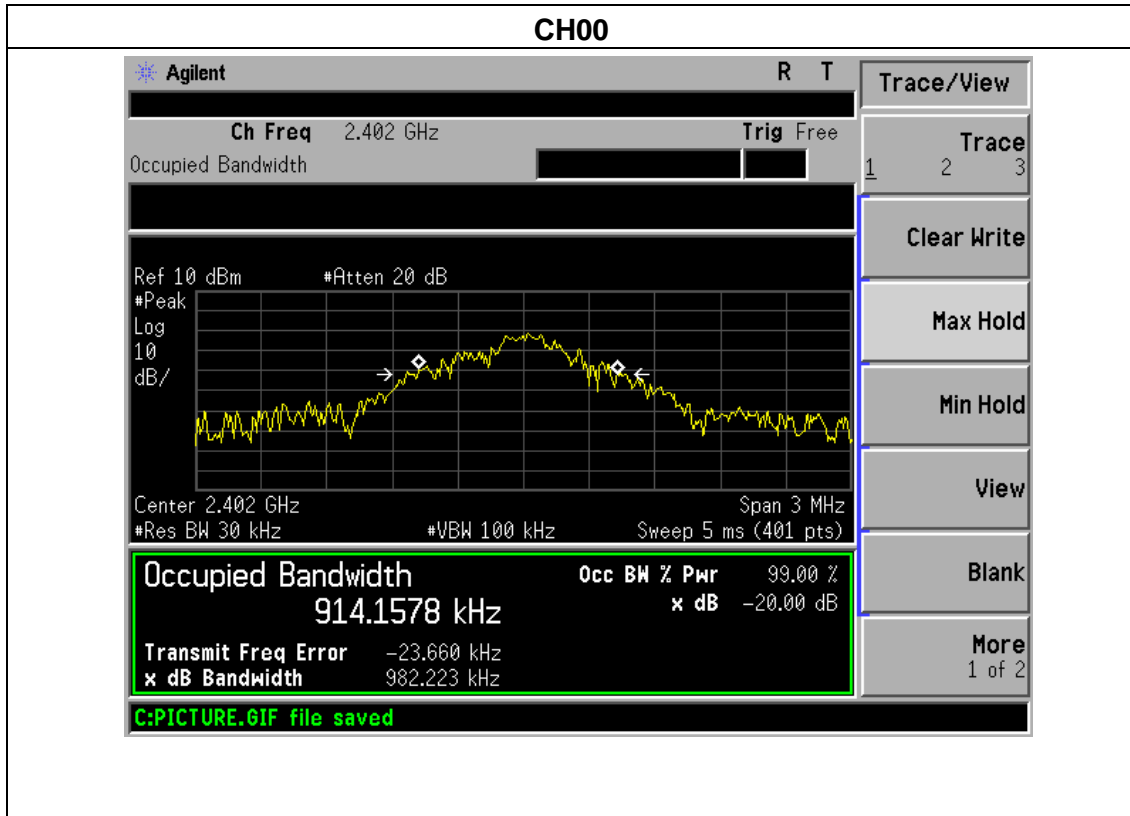 CH00
Agilent R T
Ch Freq 2.402 GHz Trig Free
Occupied Bandwidth
Ref 10 dBm #Atten 20 dB
#Peak
Log
10
dB/
Center 2.402 GHz Span 3 MHz
#Res BW 30 kHz #VBW 100 kHz Sweep 5 ms (401 pts)
Occupied Bandwidth Occ BW % Pwr 99.00 %
914.1578 kHz x dB -20.00 dB
Transmit Freq Error -23.660 kHz
x dB Bandwidth 982.223 kHz
C:PICTURE.GIF file saved
Trace/View
Trace
1 2 3
Clear Write
Max Hold
Min Hold
View
Blank
More
1 of 2